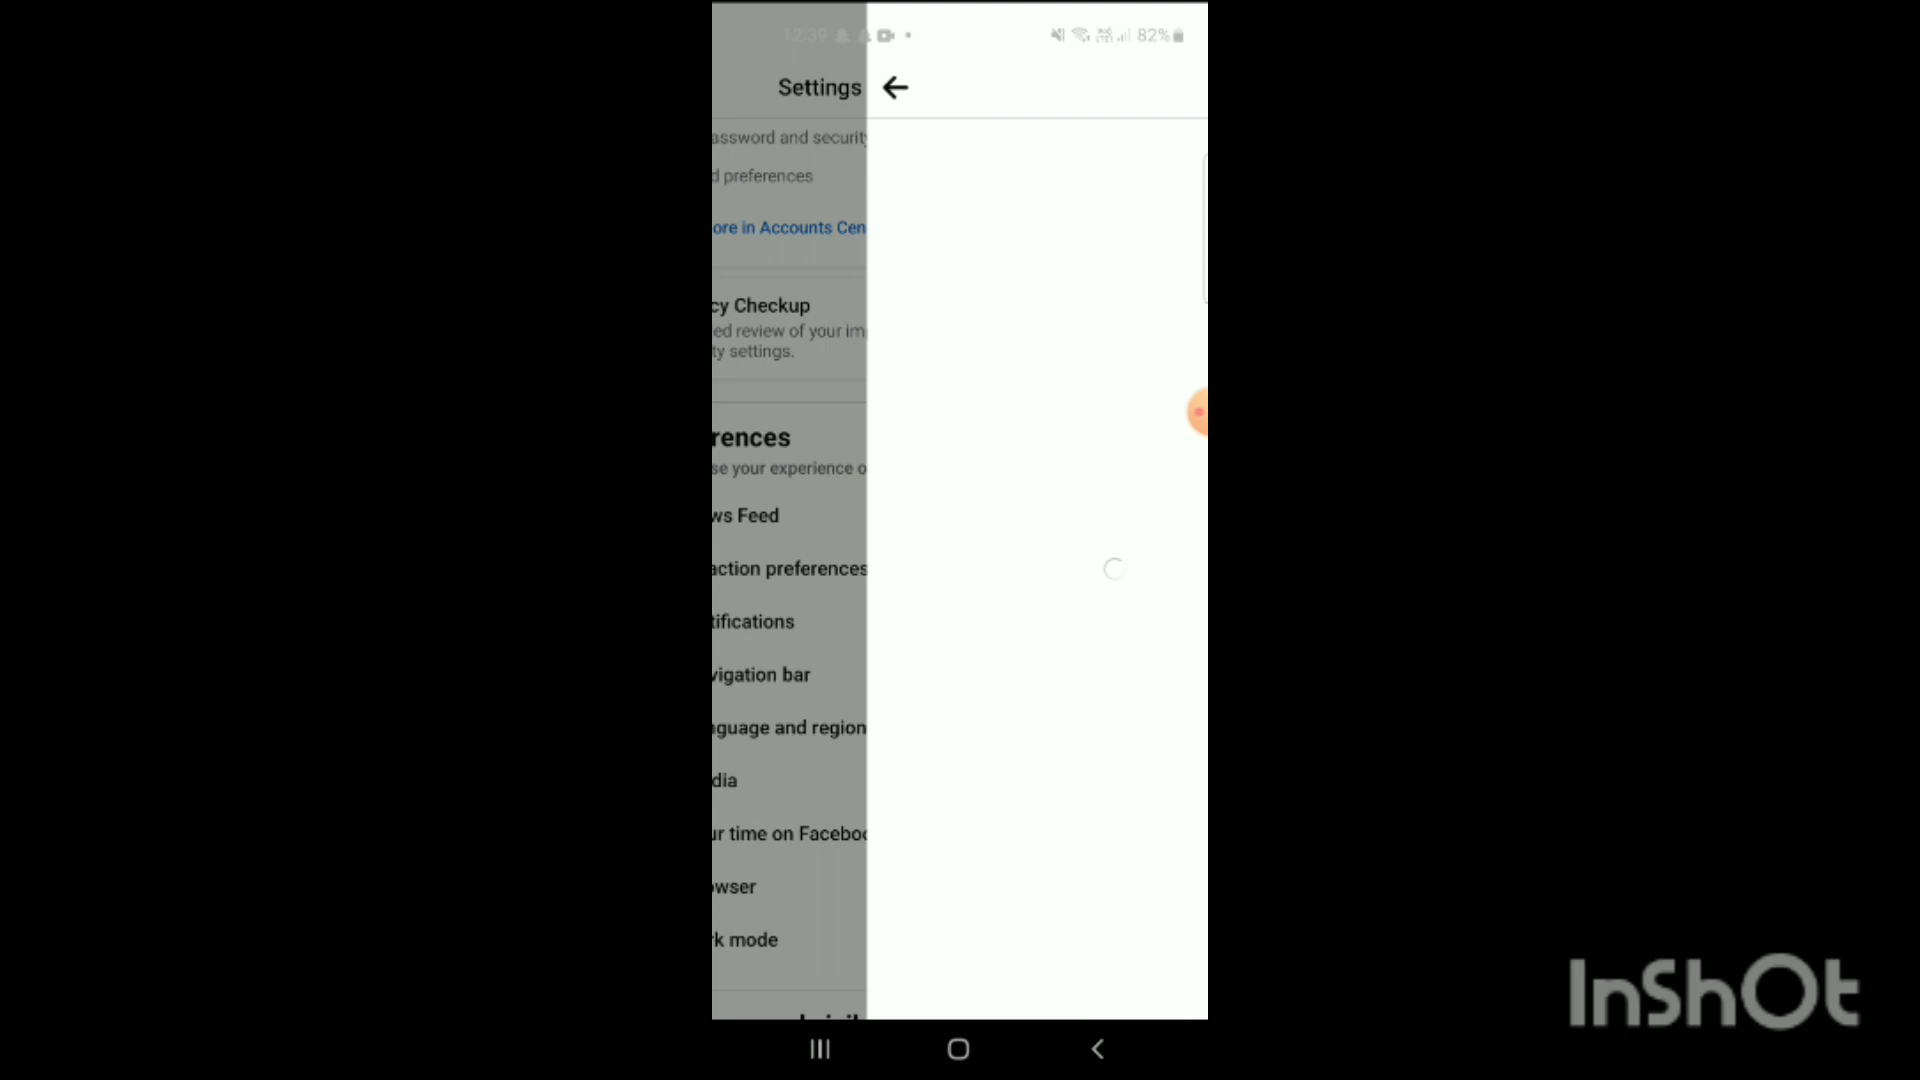 12:39
82%
Settings
assword and securit
d preferences
ore in Accounts Cen
cy Checkup
ed review of your im
ty settings.
rences
se your experience o
ws Feed
action preferences
tifications
vigation bar
nguage and region
dia
ur time on Faceboo
owser
rk mode
InShOt